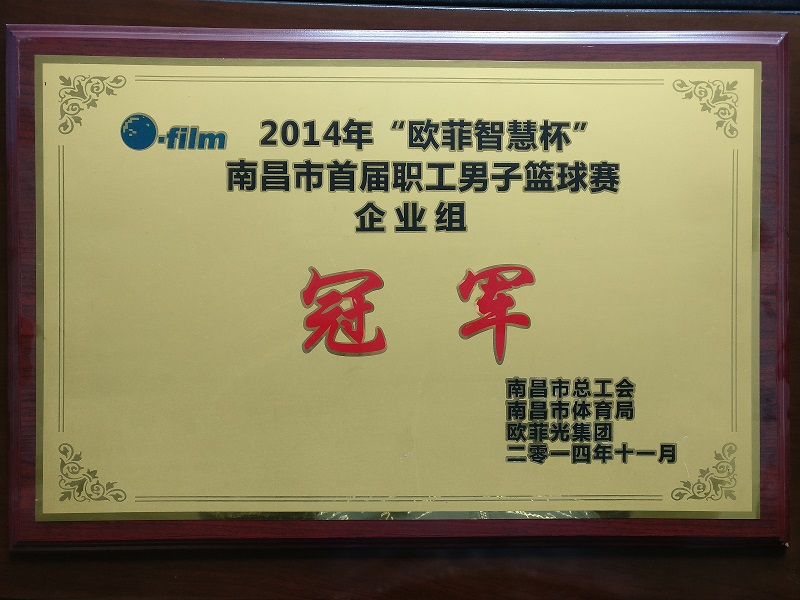 O-film
2014年“欧菲智慧杯”
南昌市首届职工男子篮球赛
企业组
冠军
南昌市总工会
南昌市体育局
欧菲光集团
二零一四年十一月